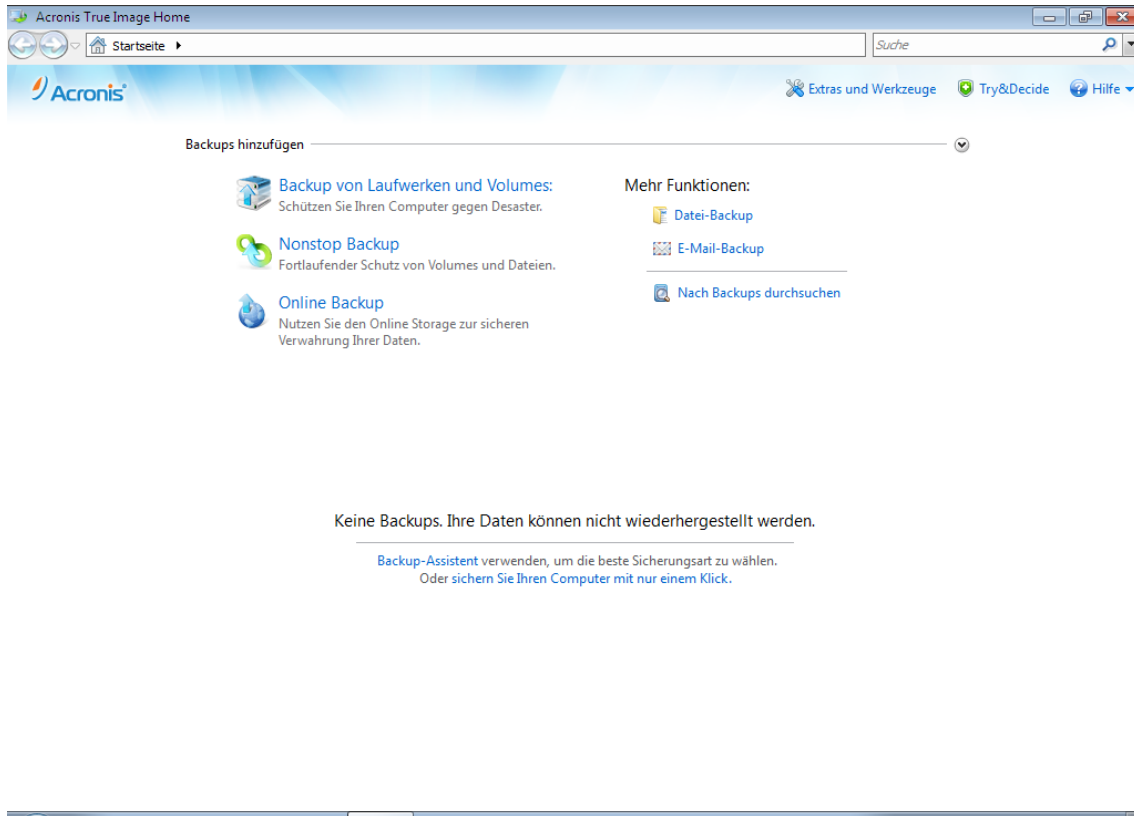 Acronis True Image Home
Startseite
Suche
Acronis
Extras und Werkzeuge
Try&Decide
Hilfe
Backups hinzufügen
Backup von Laufwerken und Volumes:
Schützen Sie Ihren Computer gegen Desaster.
Nonstop Backup
Fortlaufender Schutz von Volumes und Dateien.
Online Backup
Nutzen Sie den Online Storage zur sicheren
Verwahrung Ihrer Daten.
Mehr Funktionen:
Datei-Backup
E-Mail-Backup
Nach Backups durchsuchen
Keine Backups. Ihre Daten können nicht wiederhergestellt werden.
Backup-Assistent verwenden, um die beste Sicherungsart zu wählen.
Oder sichern Sie Ihren Computer mit nur einem Klick.